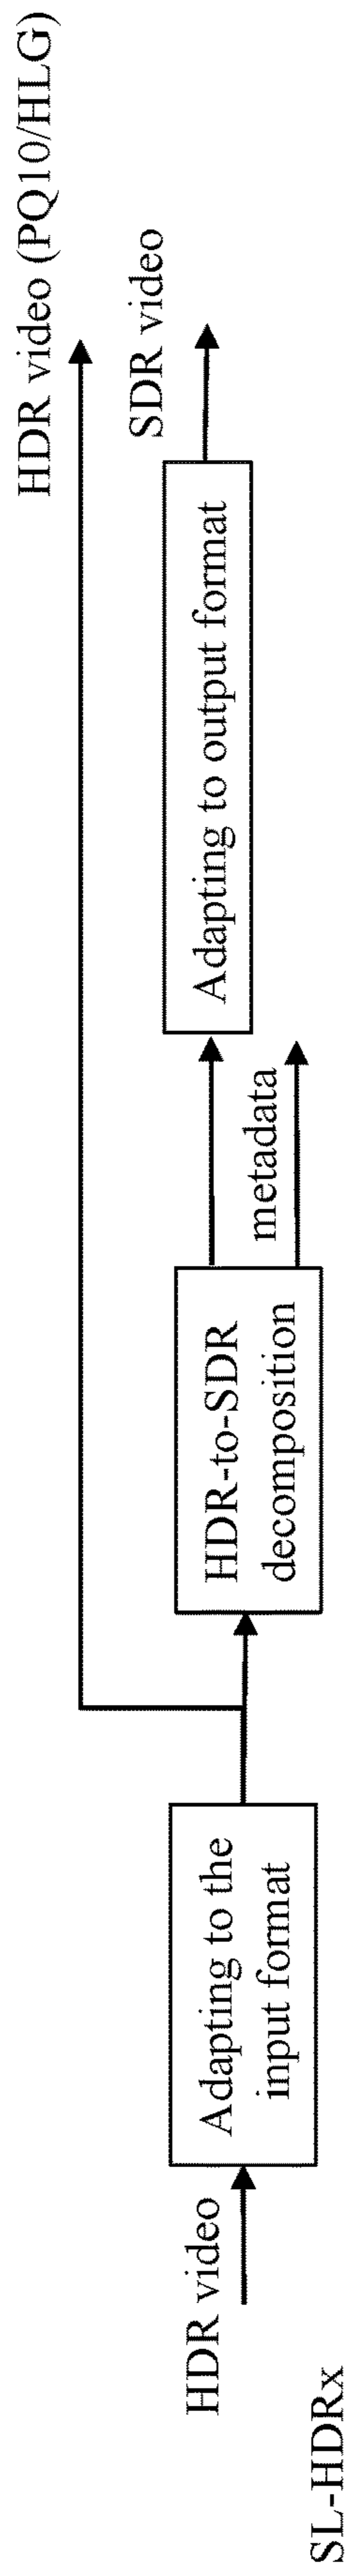 HDR video (PQ10/HLG)
SDR video
HDR video
Adapting to the
input format
HDR-to-SDR
decomposition
metadata
Adapting to output format
SL-HDRx